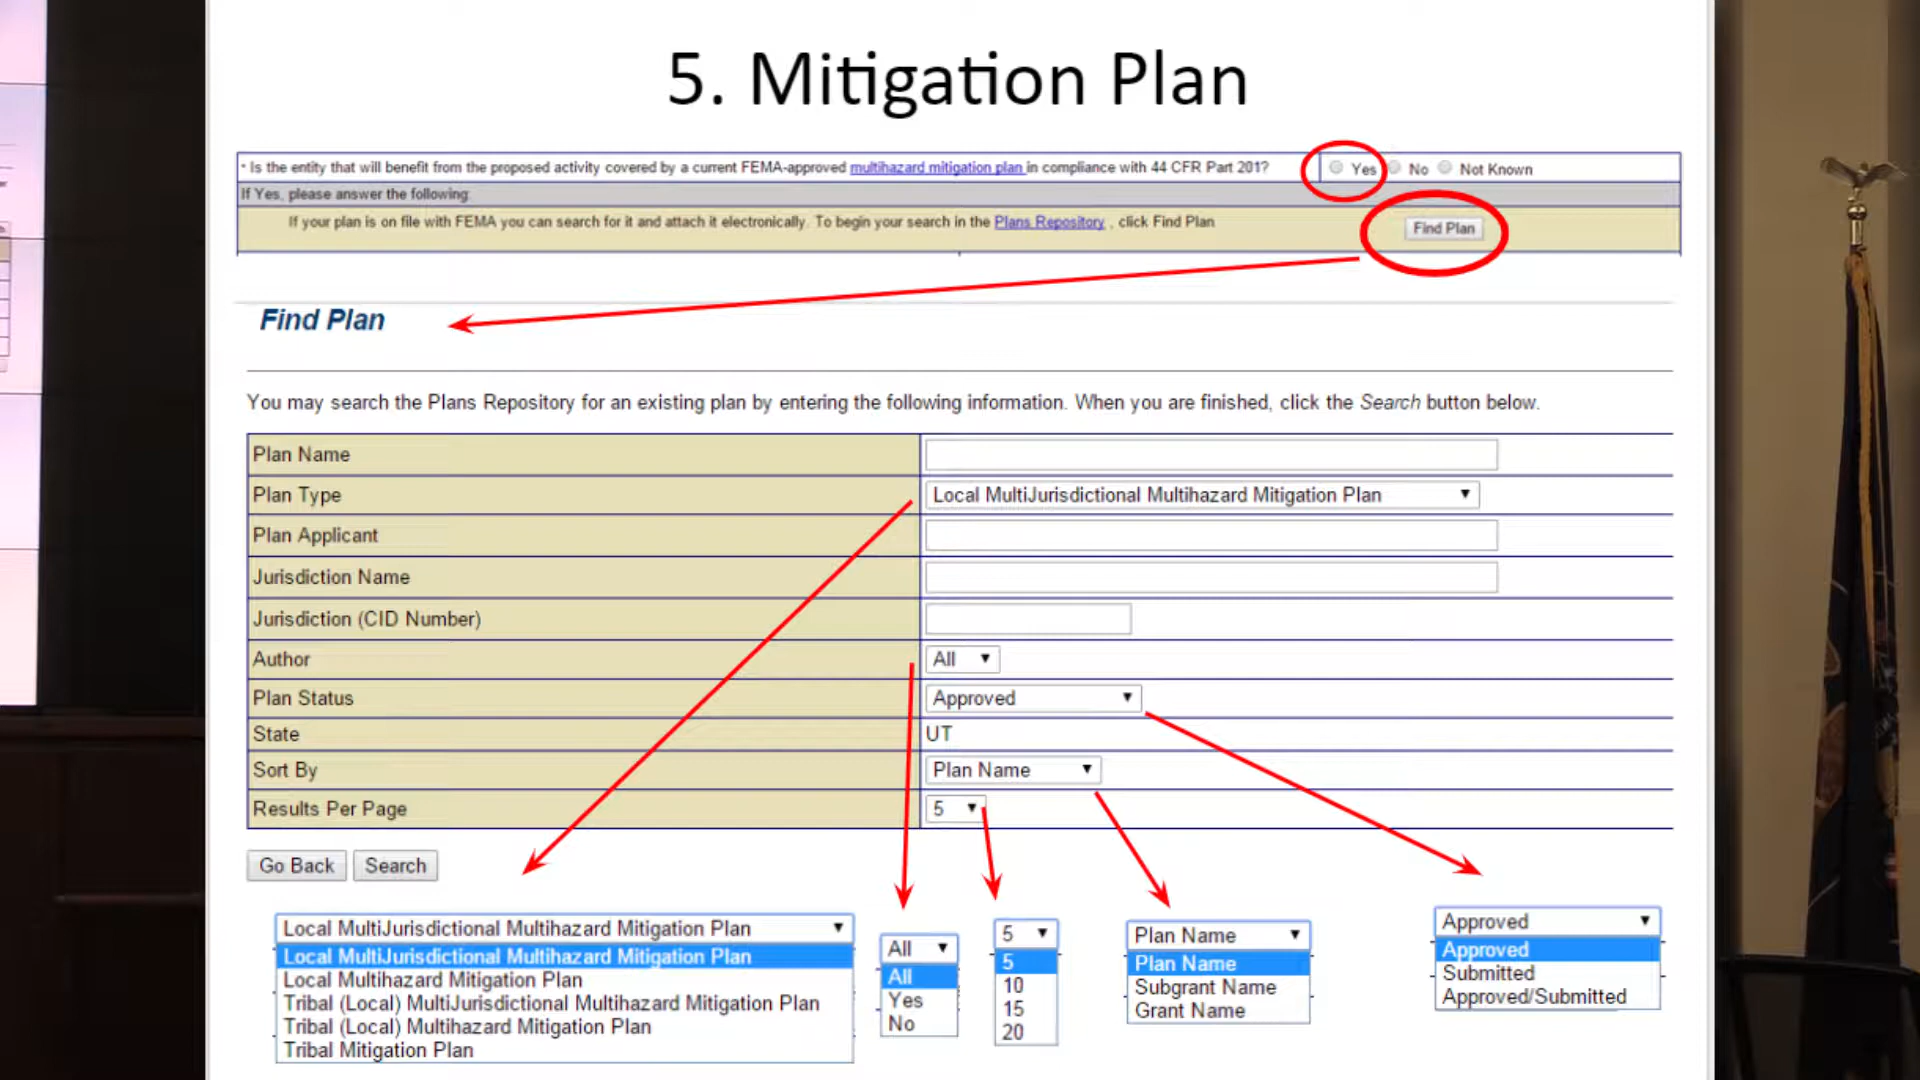 5. Mitigation Plan
• Is the entity that will benefit from the proposed activity covered by a current FEMA-approved multihazard mitigation plan in compliance with 44 CFR Part 201? Yes No Not Known
If Yes, please answer the following:
If your plan is on file with FEMA you can search for it and attach it electronically. To begin your search in the Plans Repository , click Find Plan Find Plan
Find Plan
You may search the Plans Repository for an existing plan by entering the following information. When you are finished, click the Search button below.
Plan Name
Plan Type Local MultiJurisdictional Multihazard Mitigation Plan
Plan Applicant
Jurisdiction Name
Jurisdiction (CID Number)
Author All
Plan Status Approved
State UT
Sort By Plan Name
Results Per Page 5
Go Back Search
Local MultiJurisdictional Multihazard Mitigation Plan
Local MultiJurisdictional Multihazard Mitigation Plan
Local Multihazard Mitigation Plan
Tribal (Local) MultiJurisdictional Multihazard Mitigation Plan
Tribal (Local) Multihazard Mitigation Plan
Tribal Mitigation Plan
All
All
Yes
No
5
5
10
15
20
Plan Name
Plan Name
Subgrant Name
Grant Name
Approved
Approved
Submitted
Approved/Submitted